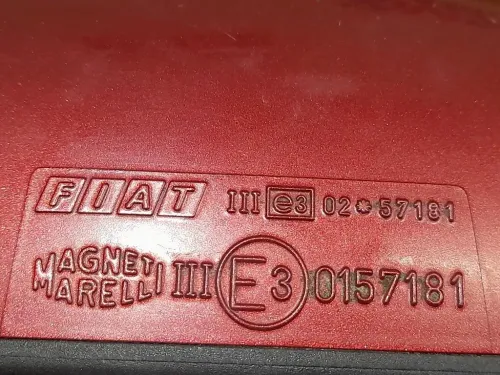 FIAT III e3 02*57181
MAGNETI MARELLI III E3 0157181